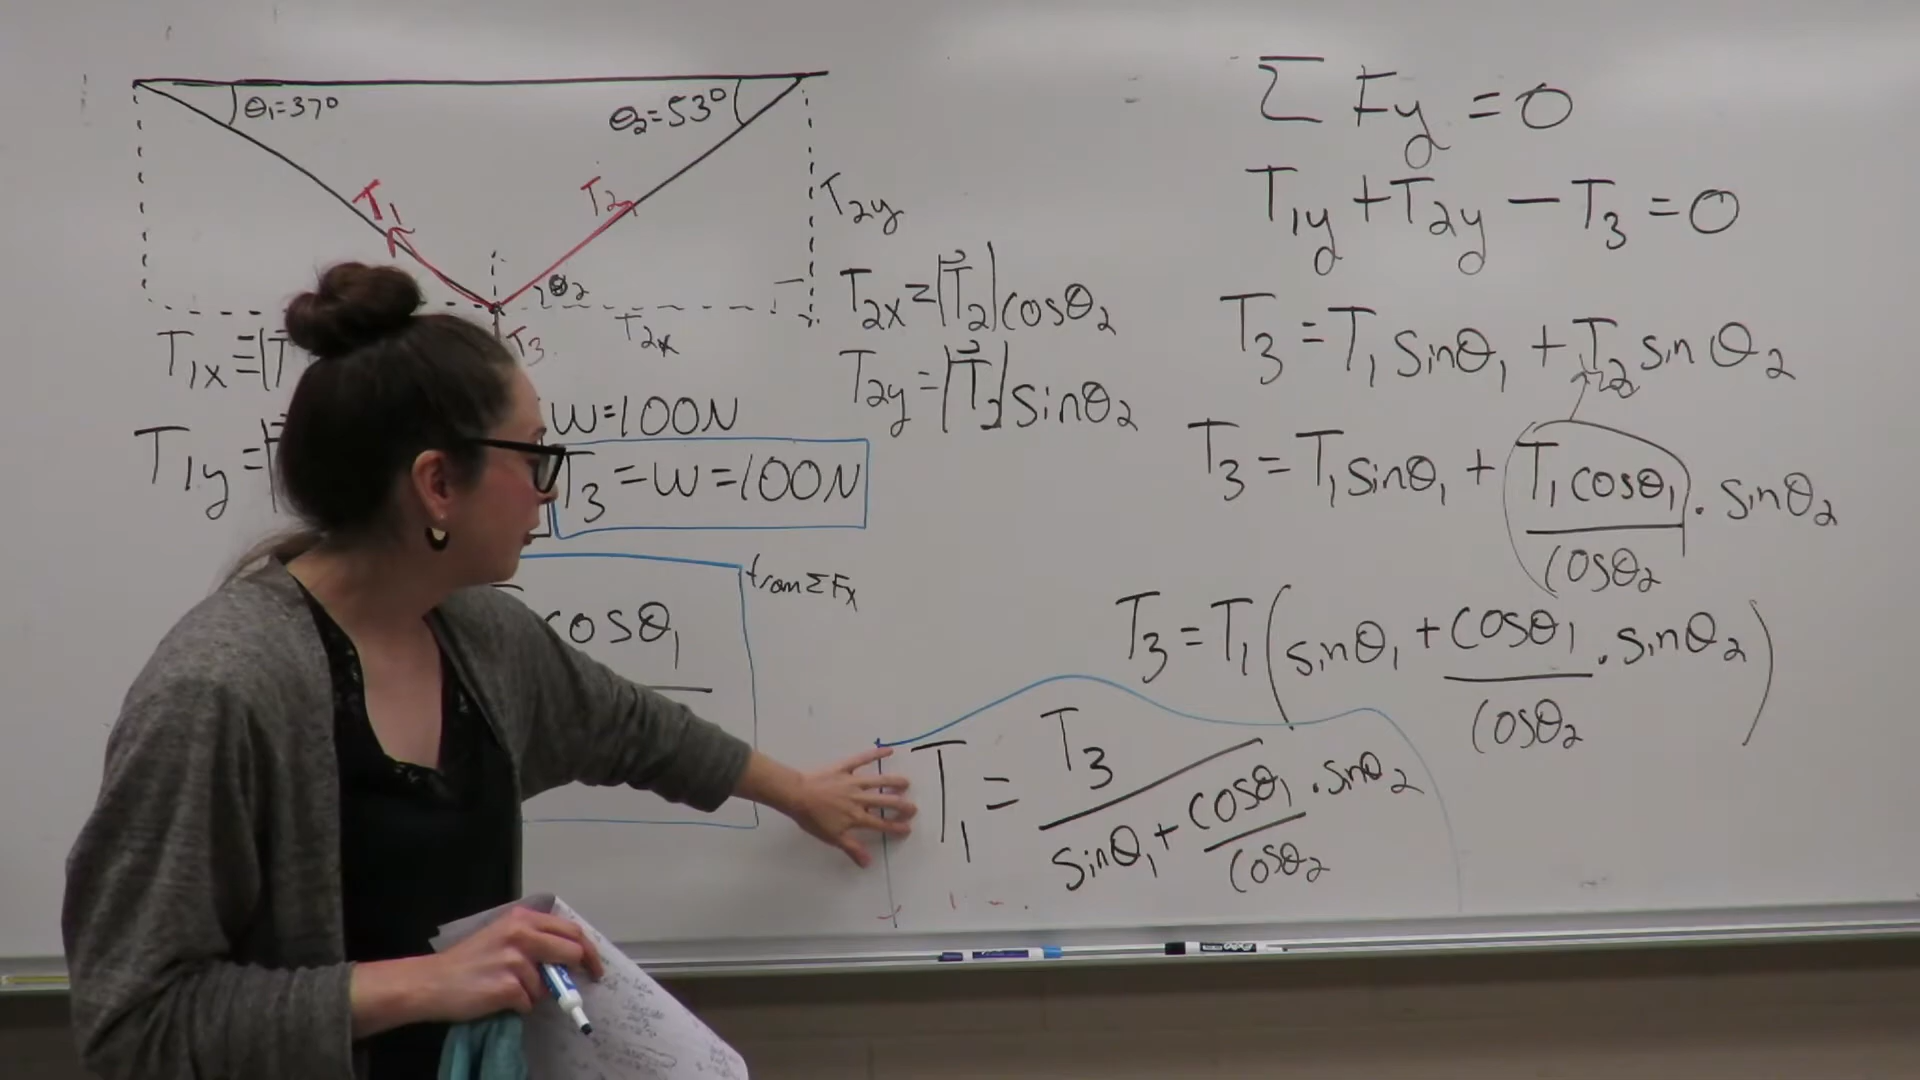 θ₁=37° θ₂=53°
T₁ T₂
T₂y
θ₂
T₂ₓ
T₃
T₁ₓ=|T
T₁y=|
W=100N
T₃=W=100N
T₂ₓ=|T⃗₂|cosθ₂
T₂y=|T⃗₂|sinθ₂
from ΣFₓ
cosθ₁
ΣFy=0
T₁y+T₂y-T₃=0
T₃=T₁sinθ₁+T₂sinθ₂
T₃=T₁sinθ₁+(T₁cosθ₁/cosθ₂)·sinθ₂
T₃=T₁(sinθ₁+cosθ₁/cosθ₂·sinθ₂)
T₁=T₃/(sinθ₁+cosθ₁/cosθ₂·sinθ₂)